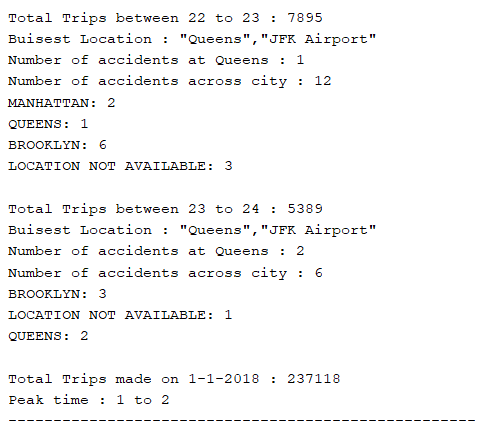 Total Trips between 22 to 23 : 7895
Buisest Location : "Queens","JFK Airport"
Number of accidents at Queens : 1
Number of accidents across city : 12
MANHATTAN: 2
QUEENS: 1
BROOKLYN: 6
LOCATION NOT AVAILABLE: 3

Total Trips between 23 to 24 : 5389
Buisest Location : "Queens","JFK Airport"
Number of accidents at Queens : 2
Number of accidents across city : 6
BROOKLYN: 3
LOCATION NOT AVAILABLE: 1
QUEENS: 2

Total Trips made on 1-1-2018 : 237118
Peak time : 1 to 2
----------------------------------------------------